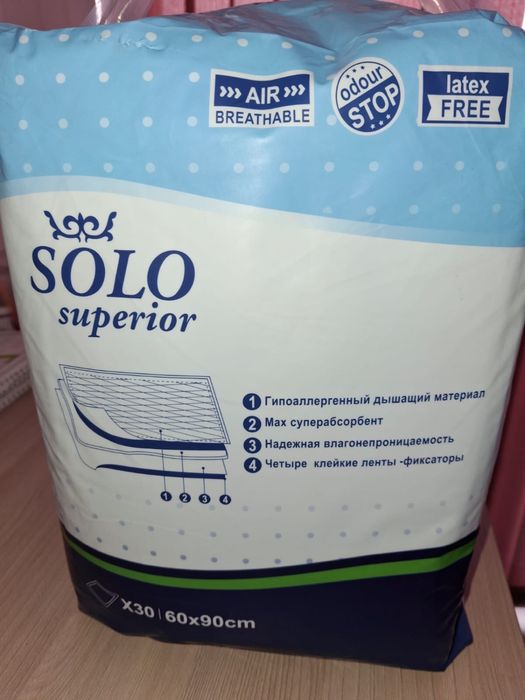 ››› AIR ›››
BREATHABLE
odour
STOP
latex
FREE
SOLO
superior
1 Гипоаллергенный дышащий материал
2 Мах суперабсорбент
3 Надежная влагонепроницаемость
4 Четыре клейкие ленты -фиксаторы
1 2 3 4
X30 | 60x90cm